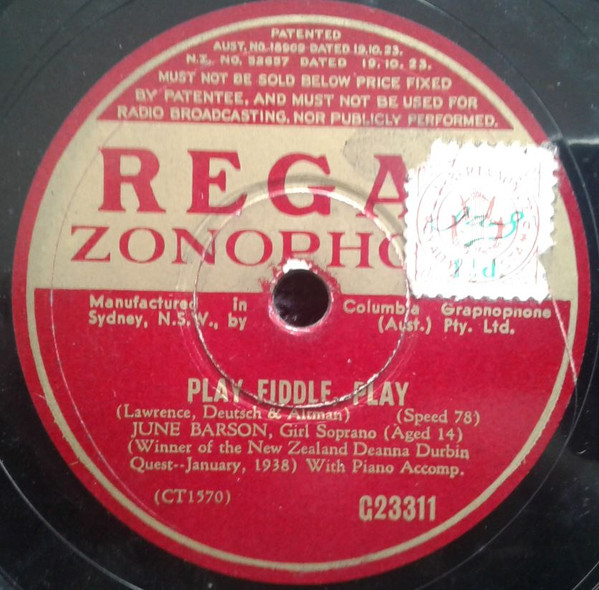 PATENTED
AUST. NO. 18969 DATED 19.10.23.
N.Z. NO. 52657 DATED 19.10.23.
MUST NOT BE SOLD BELOW PRICE FIXED
BY PATENTEE, AND MUST NOT BE USED FOR
RADIO BROADCASTING, NOR PUBLICLY PERFORMED.
REGA
ZONOPHO
Manufactured in Columbia Grapnopnone
Sydney, N.S.W., by (Aust.) Pty. Ltd.
PLAY FIDDLE, PLAY
(Lawrence, Deutsch & Altman) (Speed 78)
JUNE BARSON, Girl Soprano (Aged 14)
(Winner of the New Zealand Deanna Durbin
Quest--January, 1938) With Piano Accomp.
(CT1570) G23311